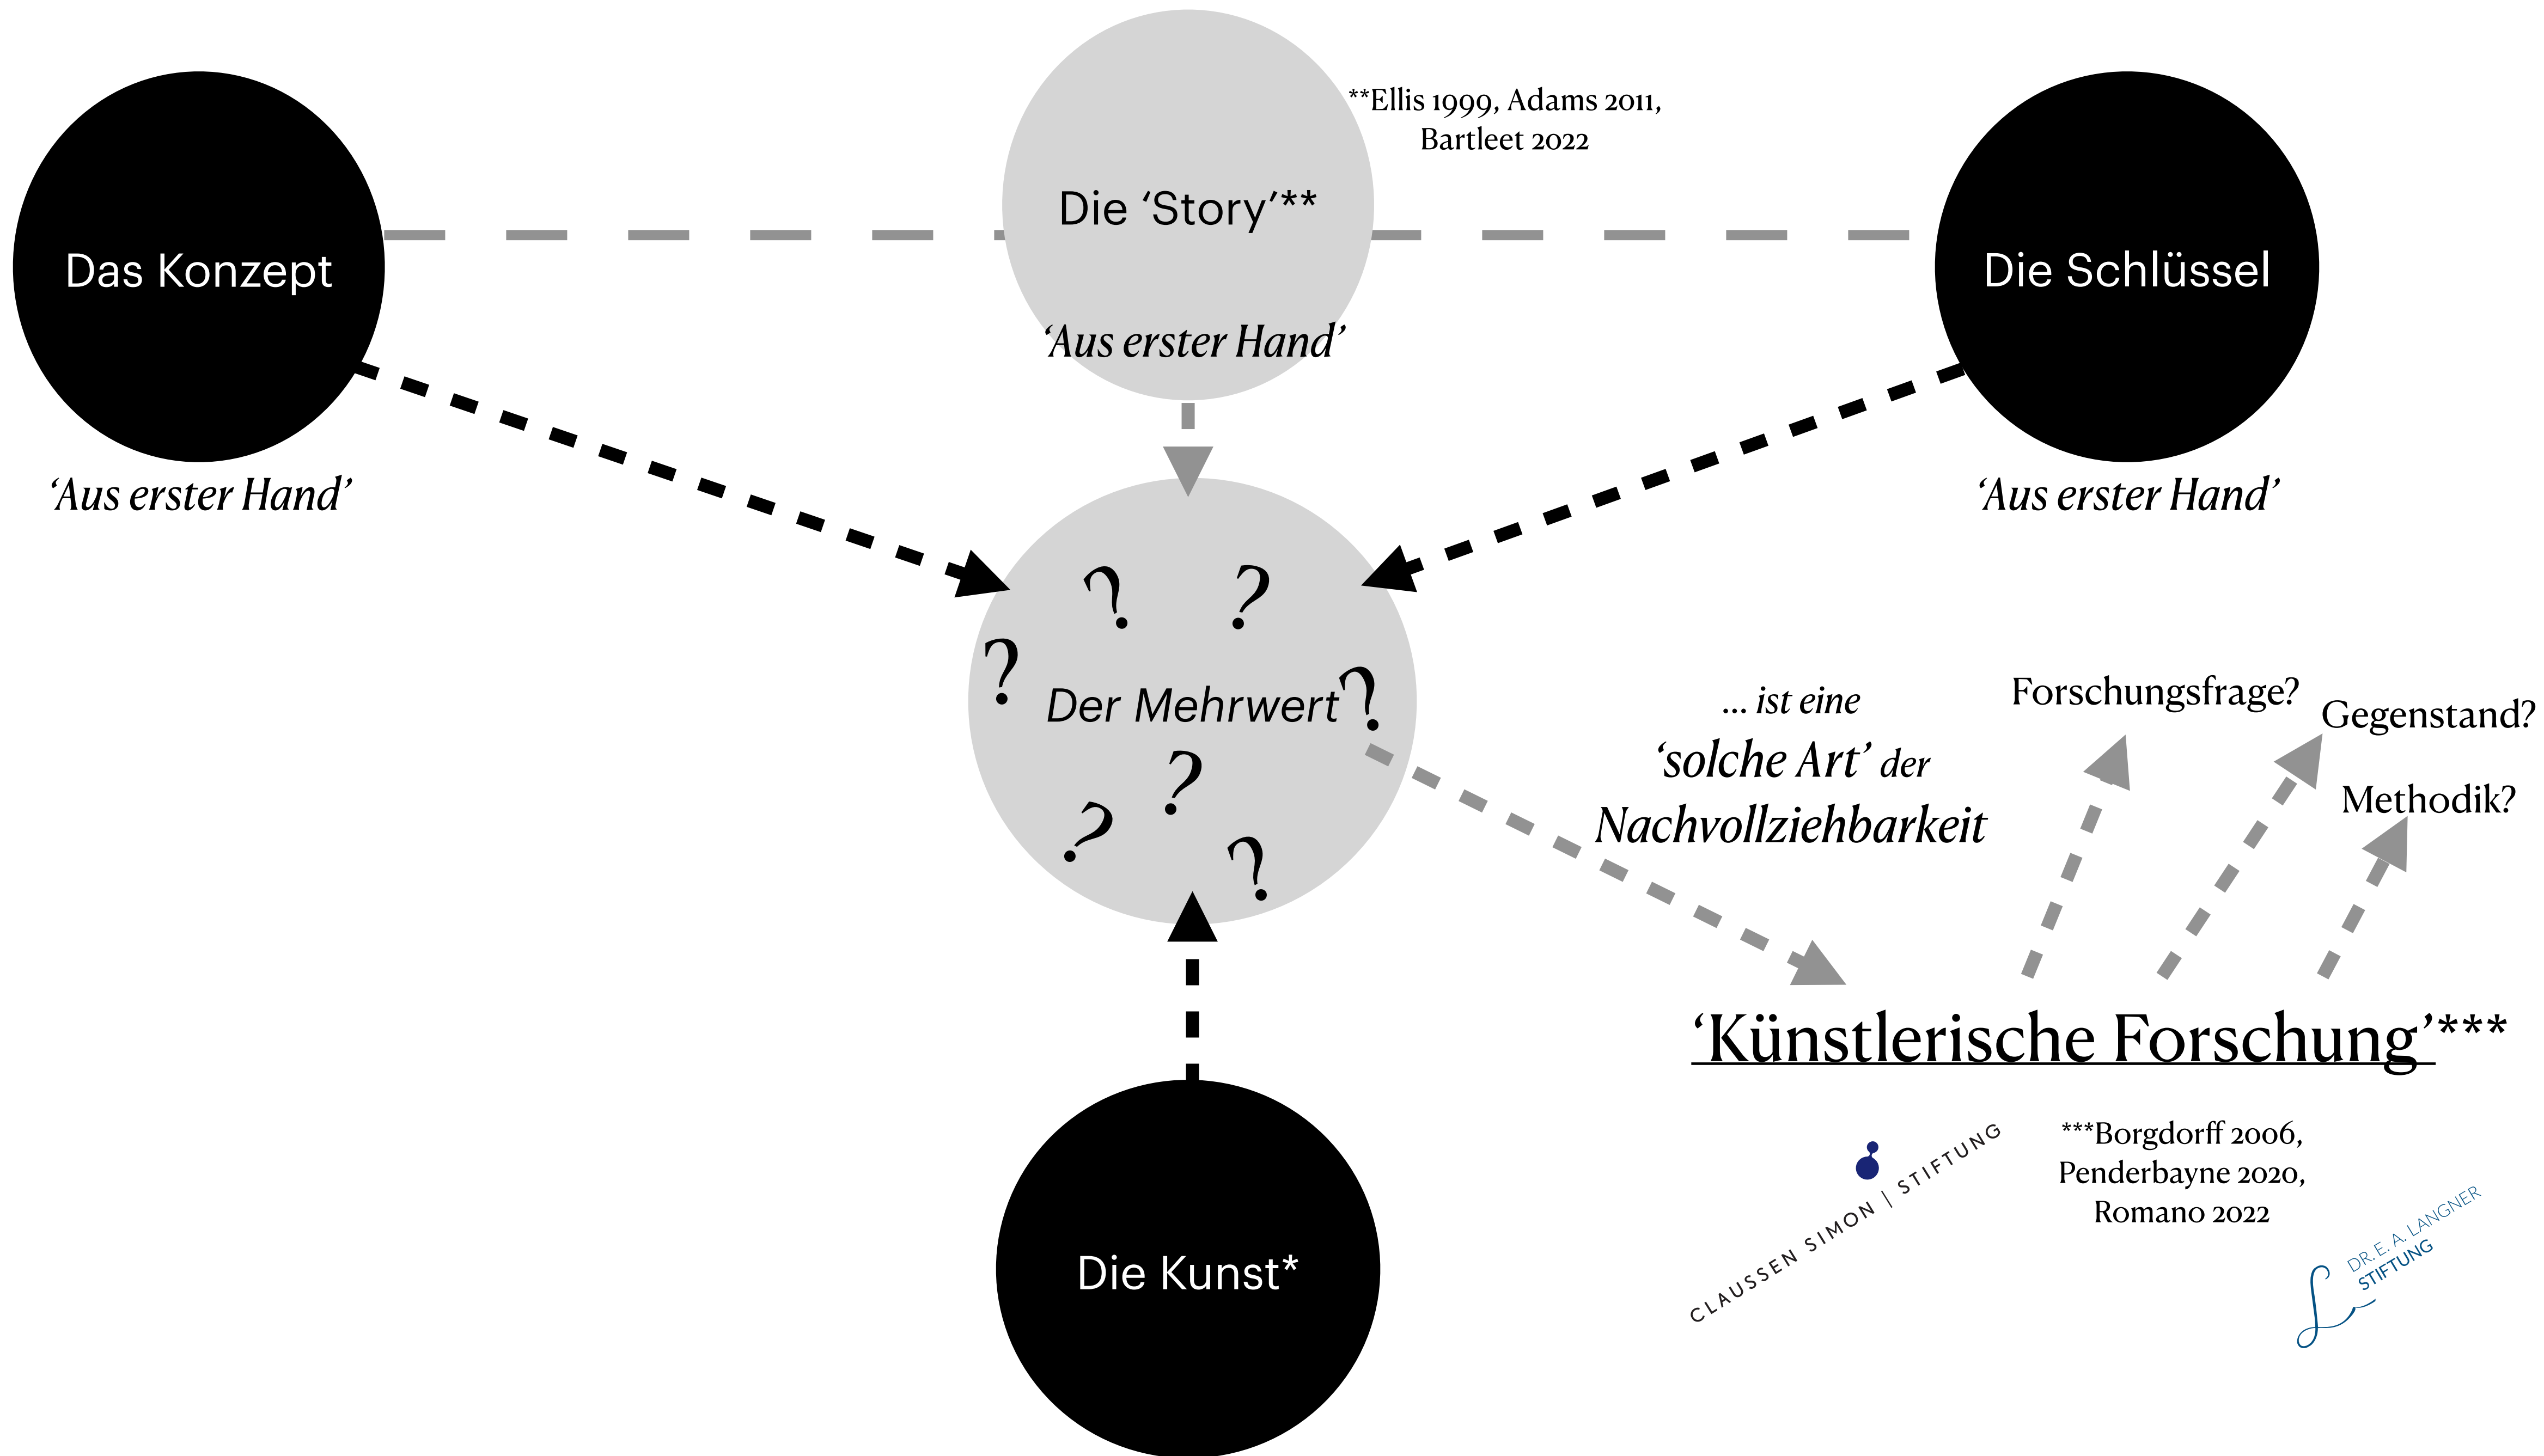 **Ellis 1999, Adams 2011,
Bartleet 2022
Die ‘Story’**
Das Konzept
Die Schlüssel
‘Aus erster Hand’
‘Aus erster Hand’
‘Aus erster Hand’
? ?
?
Der Mehrwert
?
?
?
?
... ist eine
‘solche Art’ der
Nachvollziehbarkeit
Forschungsfrage?
Gegenstand?
Methodik?
‘Künstlerische Forschung’***
***Borgdorff 2006,
Penderbayne 2020,
Romano 2022
CLAUSSEN SIMON | STIFTUNG
DR. E. A. LANGNER
STIFTUNG
Die Kunst*